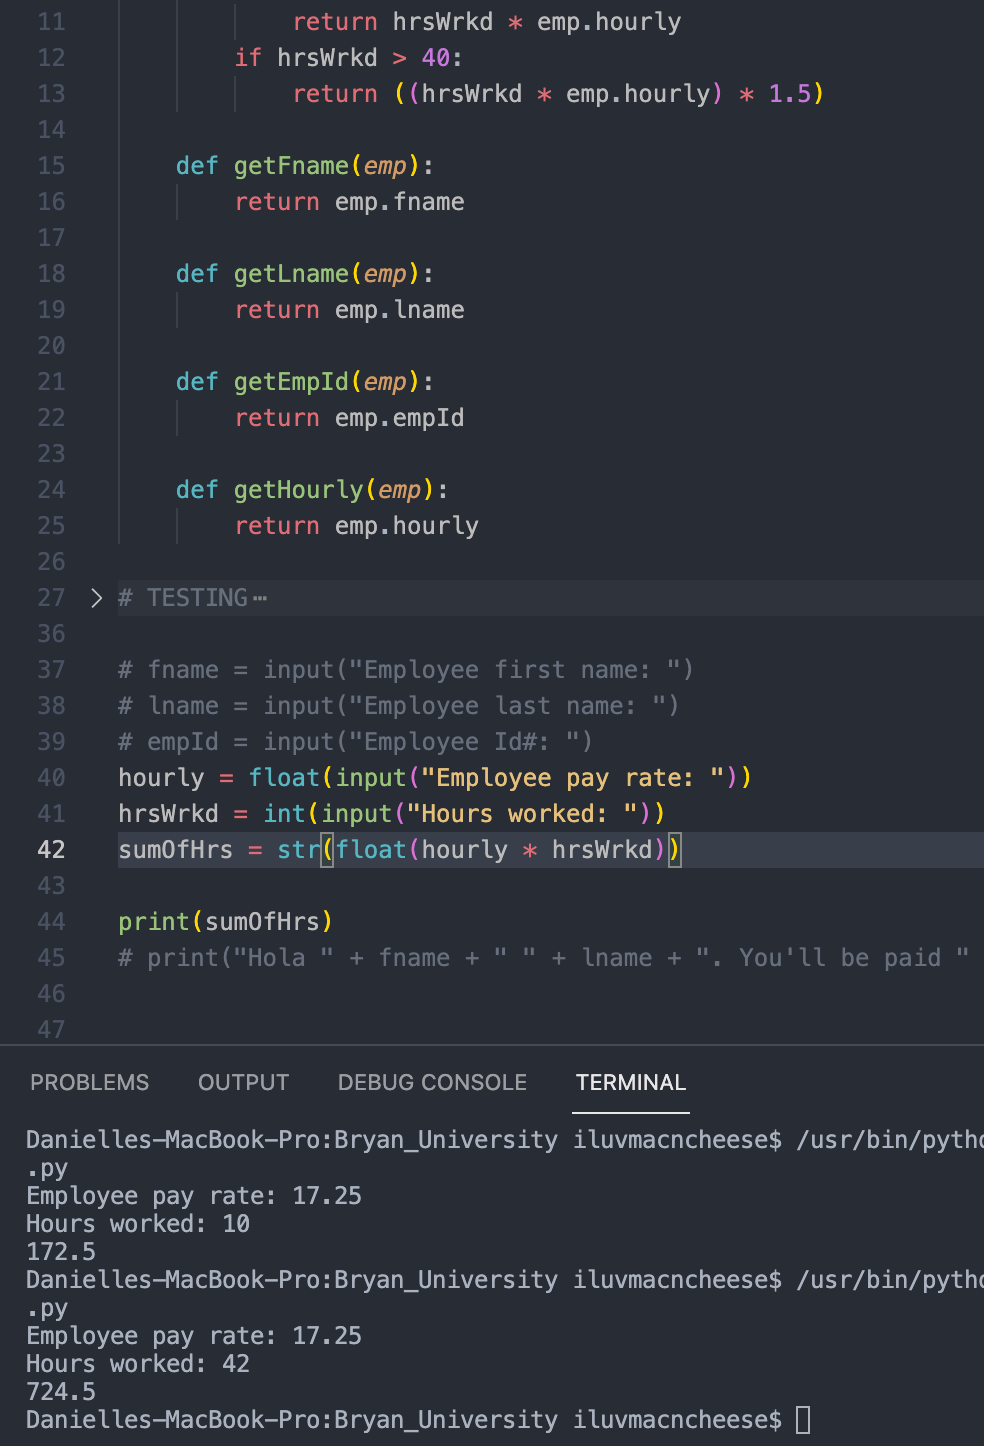 11 return hrsWrkd * emp.hourly
12 if hrsWrkd > 40:
13 return ((hrsWrkd * emp.hourly) * 1.5)
14
15 def getFname(emp):
16 return emp.fname
17
18 def getLname(emp):
19 return emp.lname
20
21 def getEmpId(emp):
22 return emp.empId
23
24 def getHourly(emp):
25 return emp.hourly
26
27 > # TESTING⋯
36
37 # fname = input("Employee first name: ")
38 # lname = input("Employee last name: ")
39 # empId = input("Employee Id#: ")
40 hourly = float(input("Employee pay rate: "))
41 hrsWrkd = int(input("Hours worked: "))
42 sumOfHrs = str(float(hourly * hrsWrkd))
43
44 print(sumOfHrs)
45 # print("Hola " + fname + " " + lname + ". You'll be paid "
46
47
PROBLEMS OUTPUT DEBUG CONSOLE TERMINAL
Danielles-MacBook-Pro:Bryan_University iluvmacncheese$ /usr/bin/pytho
.py
Employee pay rate: 17.25
Hours worked: 10
172.5
Danielles-MacBook-Pro:Bryan_University iluvmacncheese$ /usr/bin/pytho
.py
Employee pay rate: 17.25
Hours worked: 42
724.5
Danielles-MacBook-Pro:Bryan_University iluvmacncheese$